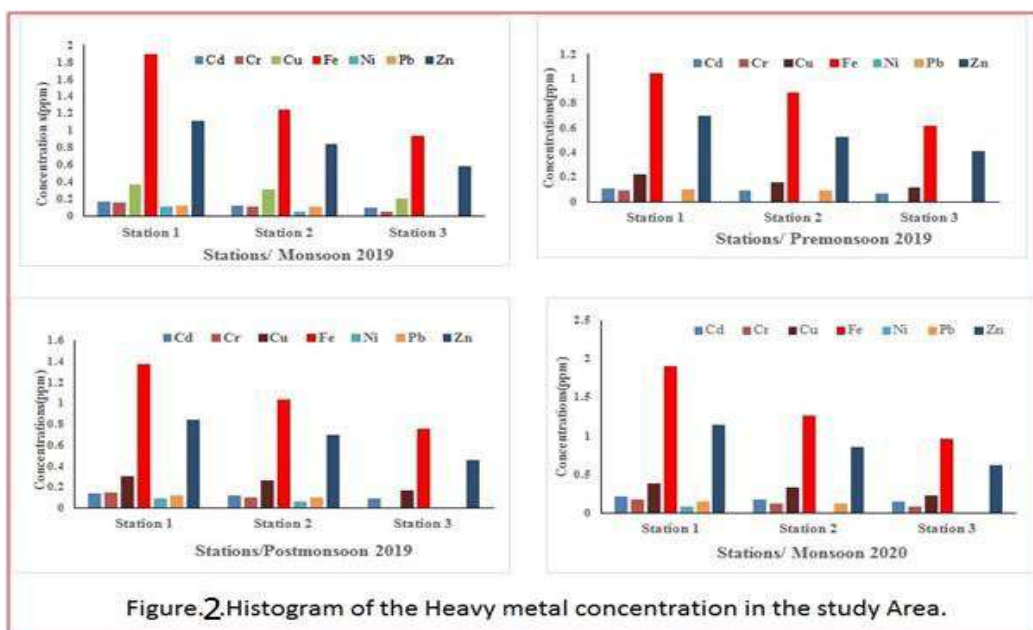 2
1.8
1.6
1.4
1.2
1
0.8
0.6
0.4
0.2
0
Concentration s(ppm)
Cd Cr Cu Fe Ni Pb Zn
Station 1 Station 2 Station 3
Stations/ Monsoon 2019
1.2
1
0.8
0.6
0.4
0.2
0
Concentrations(ppm)
Cd Cr Cu Fe Ni Pb Zn
Station 1 Station 2 Station 3
Stations/ Premonsoon 2019
1.6
1.4
1.2
1
0.8
0.6
0.4
0.2
0
Concentrations(ppm)
Cd Cr Cu Fe Ni Pb Zn
Station 1 Station 2 Station 3
Stations/Postmonsoon 2019
2.5
2
1.5
1
0.5
0
Concentrations(ppm)
Cd Cr Cu Fe Ni Pb Zn
Station 1 Station 2 Station 3
Stations/ Monsoon 2020
Figure.2.Histogram of the Heavy metal concentration in the study Area.